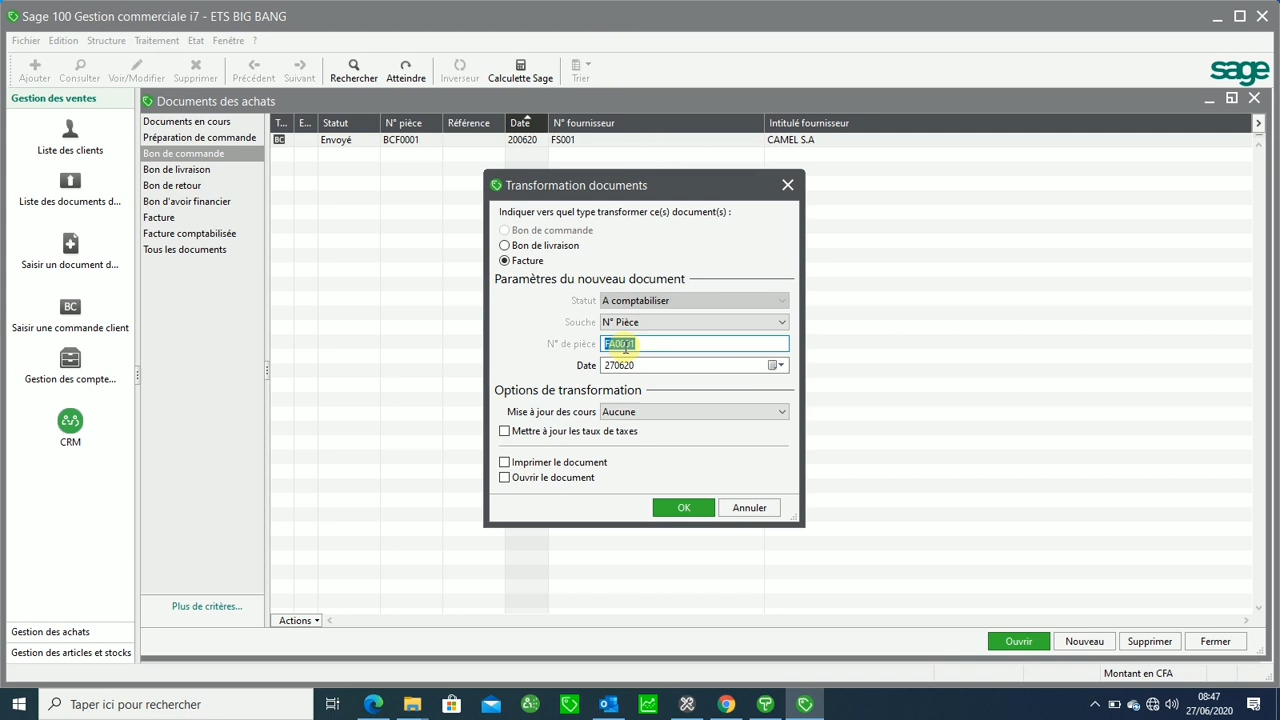 Sage 100 Gestion commerciale i7 - ETS BIG BANG
Fichier Edition Structure Traitement Etat Fenêtre ?
Ajouter Consulter Voir/Modifier Supprimer Précédent Suivant Rechercher Atteindre Inverseur Calculette Sage Trier
sage
Gestion des ventes
Liste des clients
Liste des documents d...
Saisir un document d...
BC
Saisir une commande client
Gestion des compte...
CRM
Gestion des achats
Gestion des articles et stocks
Documents des achats
Documents en cours
Préparation de commande
Bon de commande
Bon de livraison
Bon de retour
Bon d'avoir financier
Facture
Facture comptabilisée
Tous les documents
Plus de critères...
T... E... Statut N° pièce Référence Date N° fournisseur Intitulé fournisseur
BC Envoyé BCF0001 200620 FS001 CAMEL S.A
Transformation documents
Indiquer vers quel type transformer ce(s) document(s) :
Bon de commande
Bon de livraison
Facture
Paramètres du nouveau document
Statut A comptabiliser
Souche N° Pièce
N° de pièce FA0001
Date 270620
Options de transformation
Mise à jour des cours Aucune
Mettre à jour les taux de taxes
Imprimer le document
Ouvrir le document
OK Annuler
Actions
Ouvrir Nouveau Supprimer Fermer
Montant en CFA
Taper ici pour rechercher
08:47
27/06/2020